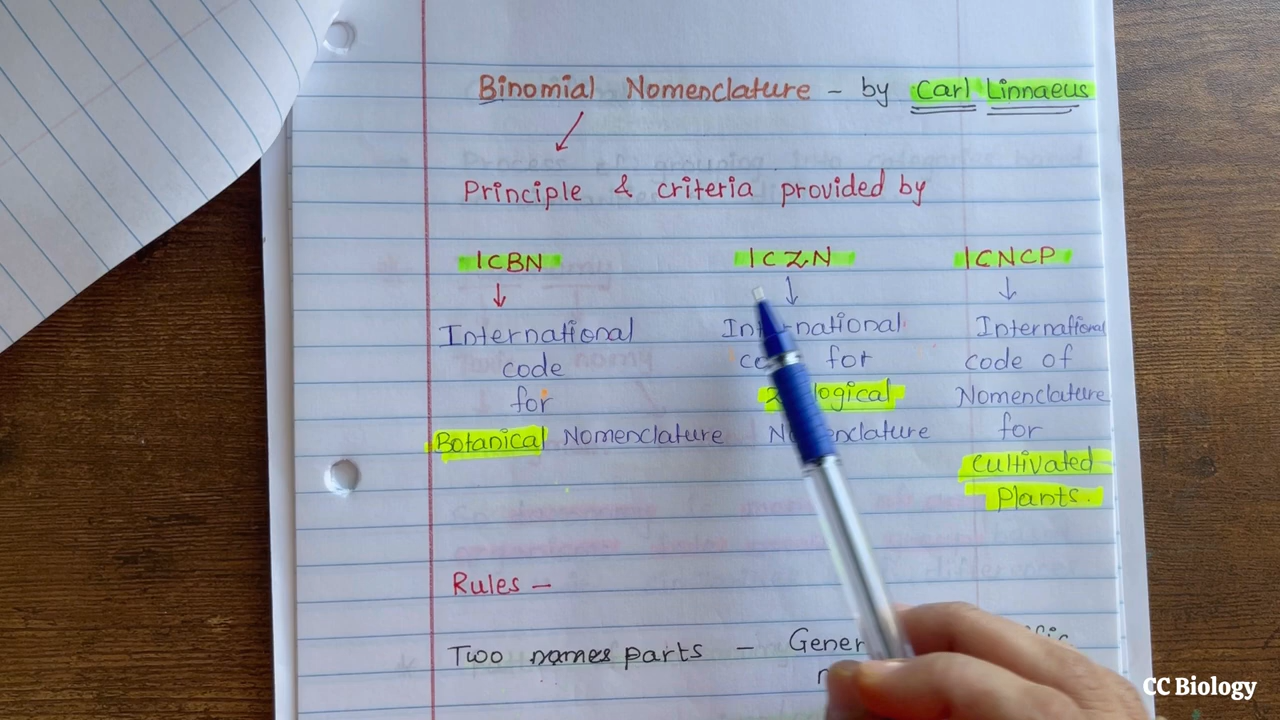 Binomial Nomenclature - by Carl Linnaeus
Principle & criteria provided by
ICBN
International
code
for
Botanical Nomenclature
ICZN
for
Nomenclature
ICNCP
International
code of
Nomenclature
for
Cultivated
Plants.
Rules -
Two names parts -
CC Biology